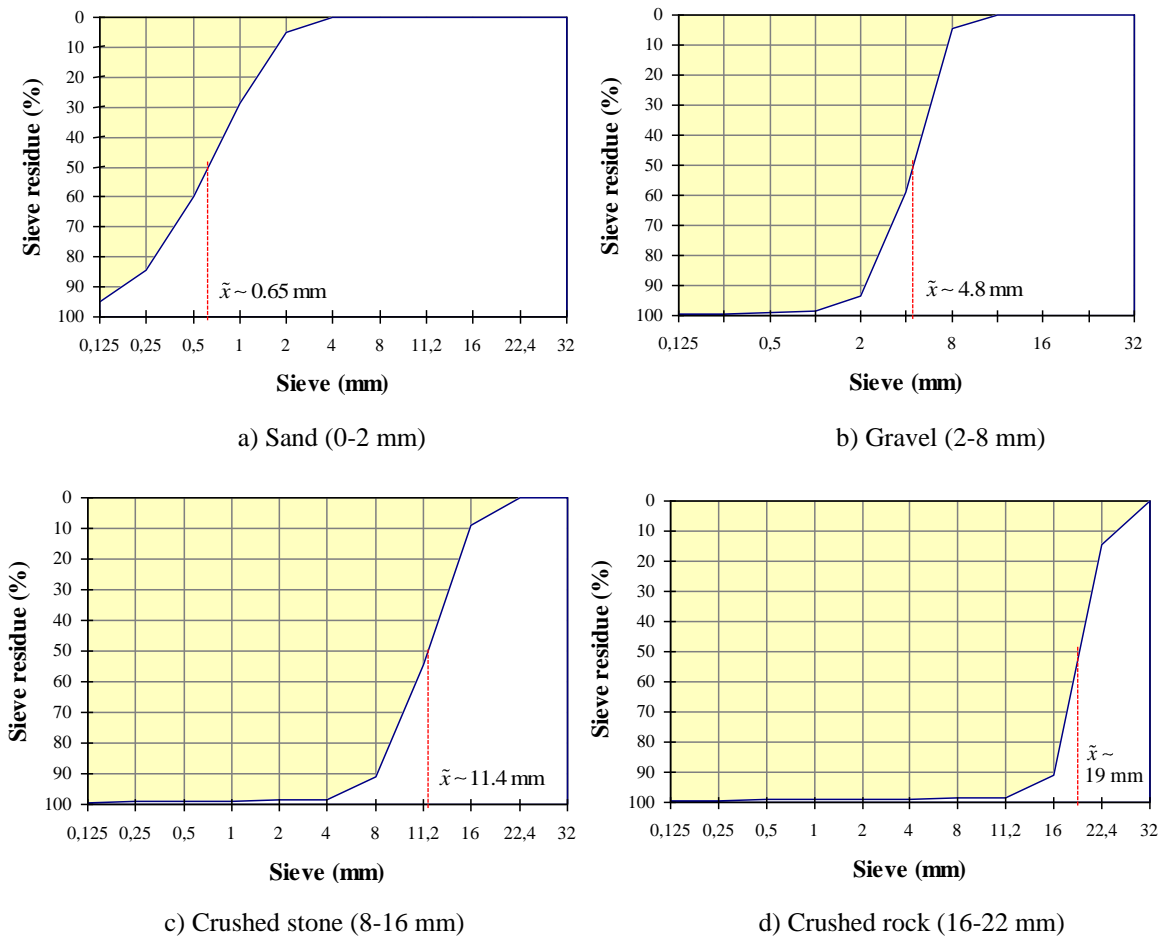 0
10
20
30
40
50
60
70
80
90
100
Sieve residue (%)
x̃ ~ 0.65 mm
0,125 0,25 0,5 1 2 4 8 11,2 16 22,4 32
Sieve (mm)
a) Sand (0-2 mm)
0
10
20
30
40
50
60
70
80
90
100
Sieve residue (%)
x̃ ~ 4.8 mm
0,125 0,5 2 8 16 32
Sieve (mm)
b) Gravel (2-8 mm)
0
10
20
30
40
50
60
70
80
90
100
Sieve residue (%)
x̃ ~ 11.4 mm
0,125 0,25 0,5 1 2 4 8 11,2 16 22,4 32
Sieve (mm)
c) Crushed stone (8-16 mm)
0
10
20
30
40
50
60
70
80
90
100
Sieve residue (%)
x̃ ~
19 mm
0,125 0,25 0,5 1 2 4 8 11,2 16 22,4 32
Sieve (mm)
d) Crushed rock (16-22 mm)